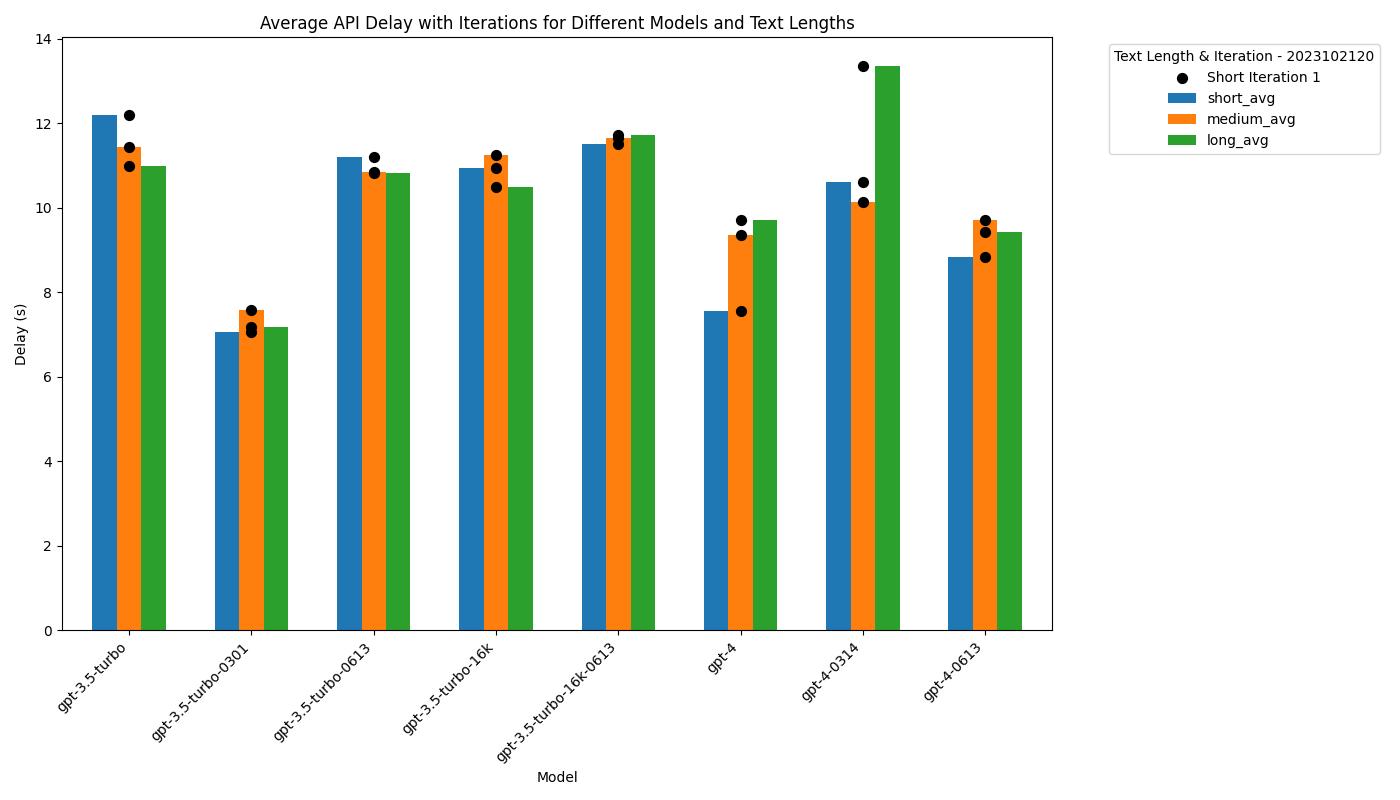 Average API Delay with Iterations for Different Models and Text Lengths
Text Length & Iteration - 2023102120
Short Iteration 1
short_avg
medium_avg
long_avg
Delay (s)
14
12
10
8
6
4
2
0
gpt-3.5-turbo
gpt-3.5-turbo-0301
gpt-3.5-turbo-0613
gpt-3.5-turbo-16k
gpt-3.5-turbo-16k-0613
gpt-4
gpt-4-0314
gpt-4-0613
Model